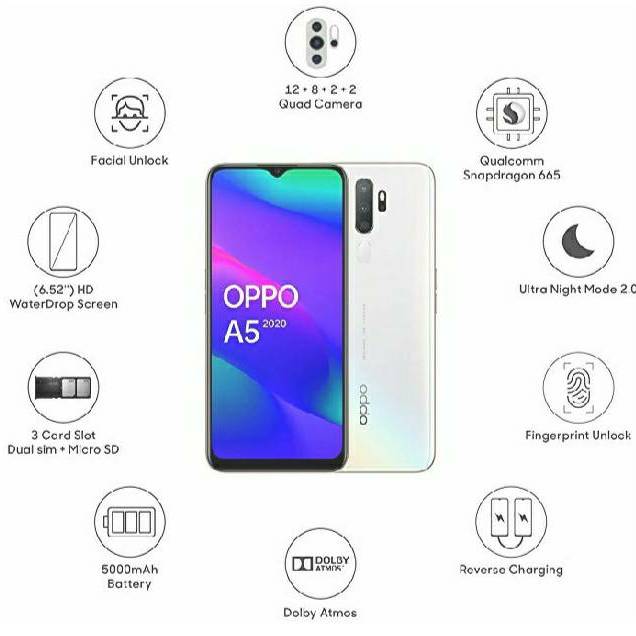 12 + 8 + 2 + 2
Quad Camera
Facial Unlock
Qualcomm
Snapdragon 665
(6.52") HD
WaterDrop Screen
Ultra Night Mode 2.0
OPPO
A5 2020
oppo
3 Card Slot
Dual sim + Micro SD
Fingerprint Unlock
5000mAh
Battery
DOLBY
ATMOS
Dolby Atmos
Reverse Charging